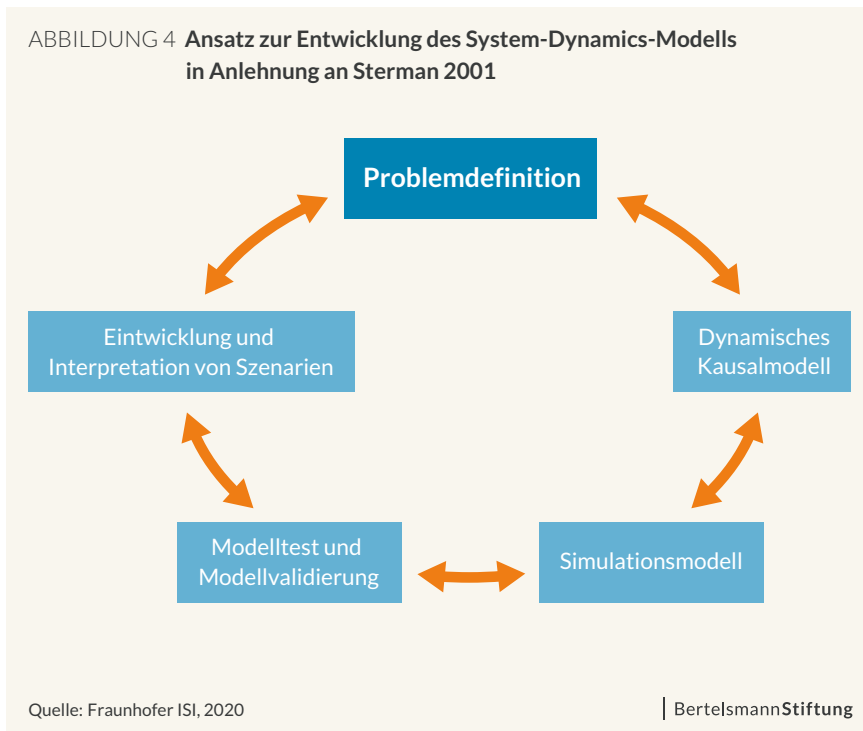 ABBILDUNG 4 Ansatz zur Entwicklung des System-Dynamics-Modells
in Anlehnung an Sterman 2001
Problemdefinition
Eintwicklung und
Interpretation von Szenarien
Dynamisches
Kausalmodell
Modelltest und
Modellvalidierung
Simulationsmodell
Quelle: Fraunhofer ISI, 2020
BertelsmannStiftung